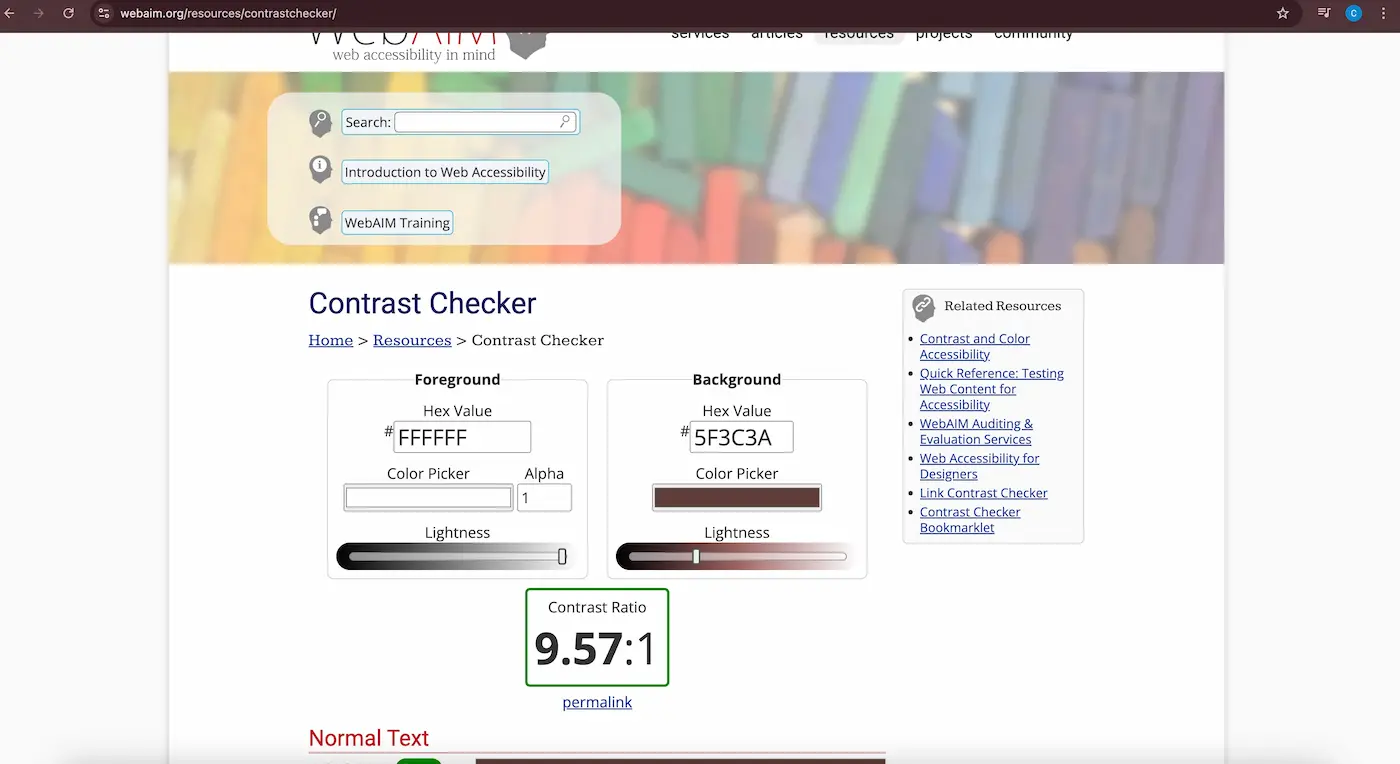 webaim.org/resources/contrastchecker/
C
WebAIM
web accessibility in mind
services articles resources projects community
Search:
Introduction to Web Accessibility
WebAIM Training
Contrast Checker
Home > Resources > Contrast Checker
Foreground
Hex Value
#FFFFFF
Color Picker
Alpha
1
Lightness
Background
Hex Value
#5F3C3A
Color Picker
Lightness
Contrast Ratio
9.57:1
permalink
Normal Text
Related Resources
Contrast and Color
Accessibility
Quick Reference: Testing
Web Content for
Accessibility
WebAIM Auditing &
Evaluation Services
Web Accessibility for
Designers
Link Contrast Checker
Contrast Checker
Bookmarklet